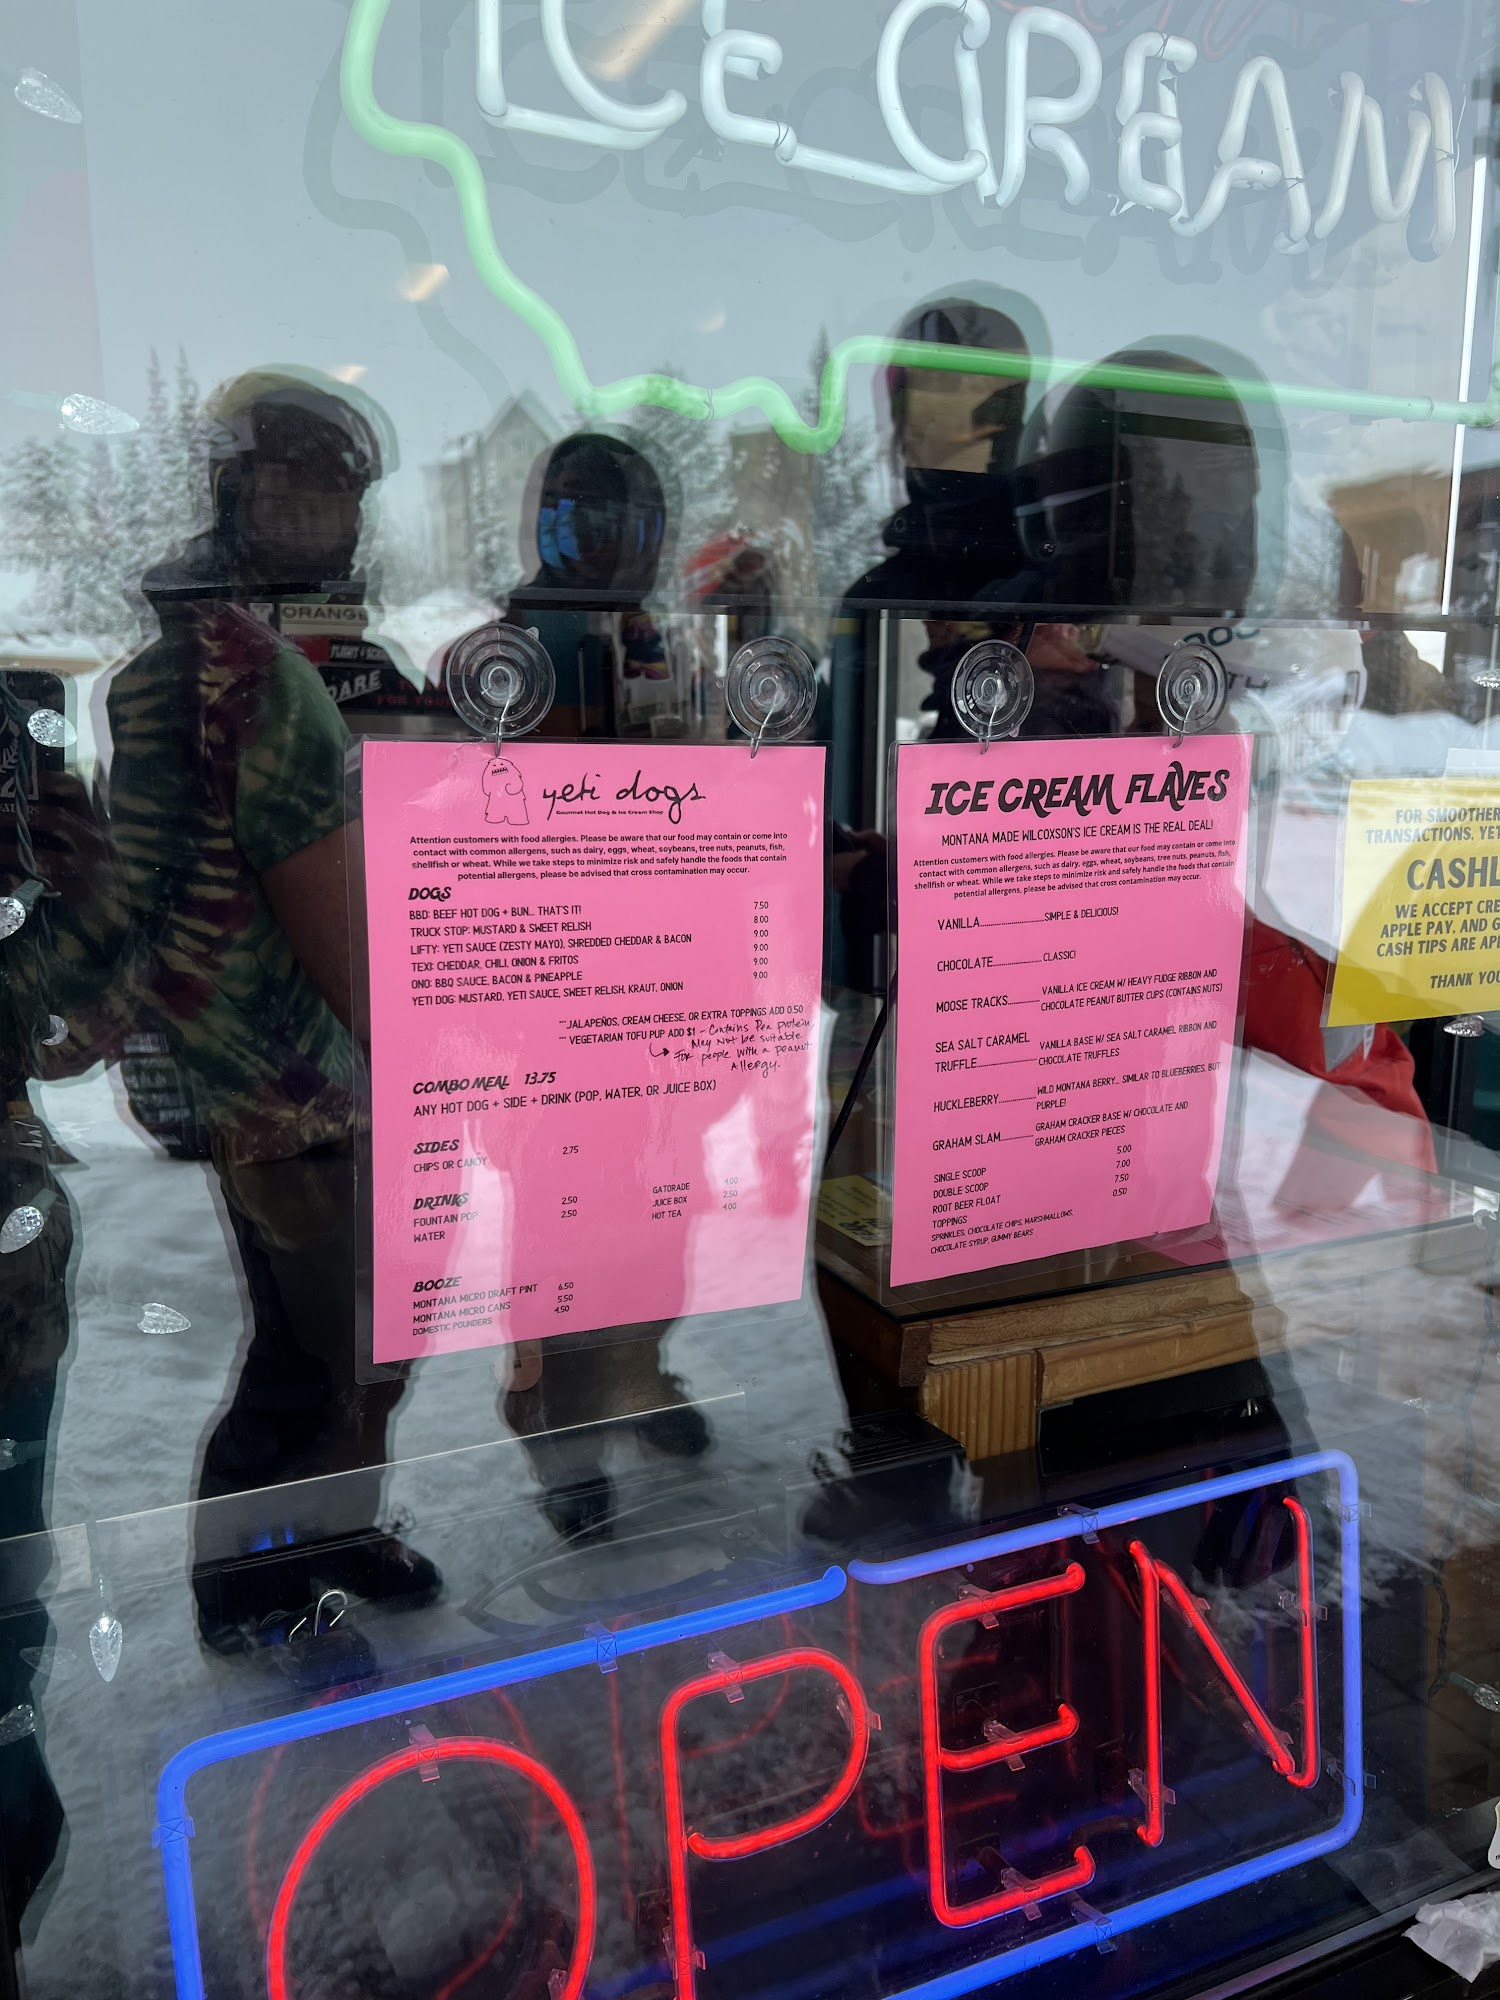 ICE CREAM
ORANGE
DARE
yeti dogs
Gourmet Hot Dog & Ice Cream Shop
Attention customers with food allergies. Please be aware that our food may contain or come into
contact with common allergens, such as dairy, eggs, wheat, soybeans, tree nuts, peanuts, fish,
shellfish or wheat. While we take steps to minimize risk and safely handle the foods that contain
potential allergens, please be advised that cross contamination may occur.
DOGS
BBD: BEEF HOT DOG + BUN... THAT'S IT! 7.50
TRUCK STOP: MUSTARD & SWEET RELISH 8.00
LIFTY: YETI SAUCE (ZESTY MAYO), SHREDDED CHEDDAR & BACON 9.00
TEXI: CHEDDAR, CHILI, ONION & FRITOS 9.00
ONO: BBQ SAUCE, BACON & PINEAPPLE 9.00
YETI DOG: MUSTARD, YETI SAUCE, SWEET RELISH, KRAUT, ONION 9.00
***JALAPEÑOS, CREAM CHEESE, OR EXTRA TOPPINGS ADD 0.50
*** VEGETARIAN TOFU PUP ADD $1 - Contains Pea protein,
May Not be suitable
For people with a peanut
Allergy.
COMBO MEAL 13.75
ANY HOT DOG + SIDE + DRINK (POP, WATER, OR JUICE BOX)
SIDES
CHIPS OR CANDY 2.75
DRINKS
FOUNTAIN POP 2.50
WATER 2.50
GATORADE 4.00
JUICE BOX 2.50
HOT TEA 4.00
BOOZE
MONTANA MICRO DRAFT PINT 6.50
MONTANA MICRO CANS 5.50
DOMESTIC POUNDERS 4.50
ICE CREAM FLAVES
MONTANA MADE WILCOXSON'S ICE CREAM IS THE REAL DEAL!
Attention customers with food allergies. Please be aware that our food may contain or come into
contact with common allergens, such as dairy, eggs, wheat, soybeans, tree nuts, peanuts, fish,
shellfish or wheat. While we take steps to minimize risk and safely handle the foods that contain
potential allergens, please be advised that cross contamination may occur.
VANILLA....................SIMPLE & DELICIOUS!
CHOCOLATE................CLASSIC!
MOOSE TRACKS..........VANILLA ICE CREAM W/ HEAVY FUDGE RIBBON AND
CHOCOLATE PEANUT BUTTER CUPS (CONTAINS NUTS)
SEA SALT CARAMEL
TRUFFLE...................VANILLA BASE W/ SEA SALT CARAMEL RIBBON AND
CHOCOLATE TRUFFLES
HUCKLEBERRY............WILD MONTANA BERRY... SIMILAR TO BLUEBERRIES, BUT
PURPLE!
GRAHAM SLAM..........GRAHAM CRACKER BASE W/ CHOCOLATE AND
GRAHAM CRACKER PIECES
SINGLE SCOOP 5.00
DOUBLE SCOOP 7.00
ROOT BEER FLOAT 7.50
TOPPINGS 0.50
SPRINKLES, CHOCOLATE CHIPS, MARSHMALLOWS,
CHOCOLATE SYRUP, GUMMY BEARS
FOR SMOOTHER
TRANSACTIONS, YET
CASHL
WE ACCEPT CRE
APPLE PAY, AND G
CASH TIPS ARE APP
THANK YOU
OPEN